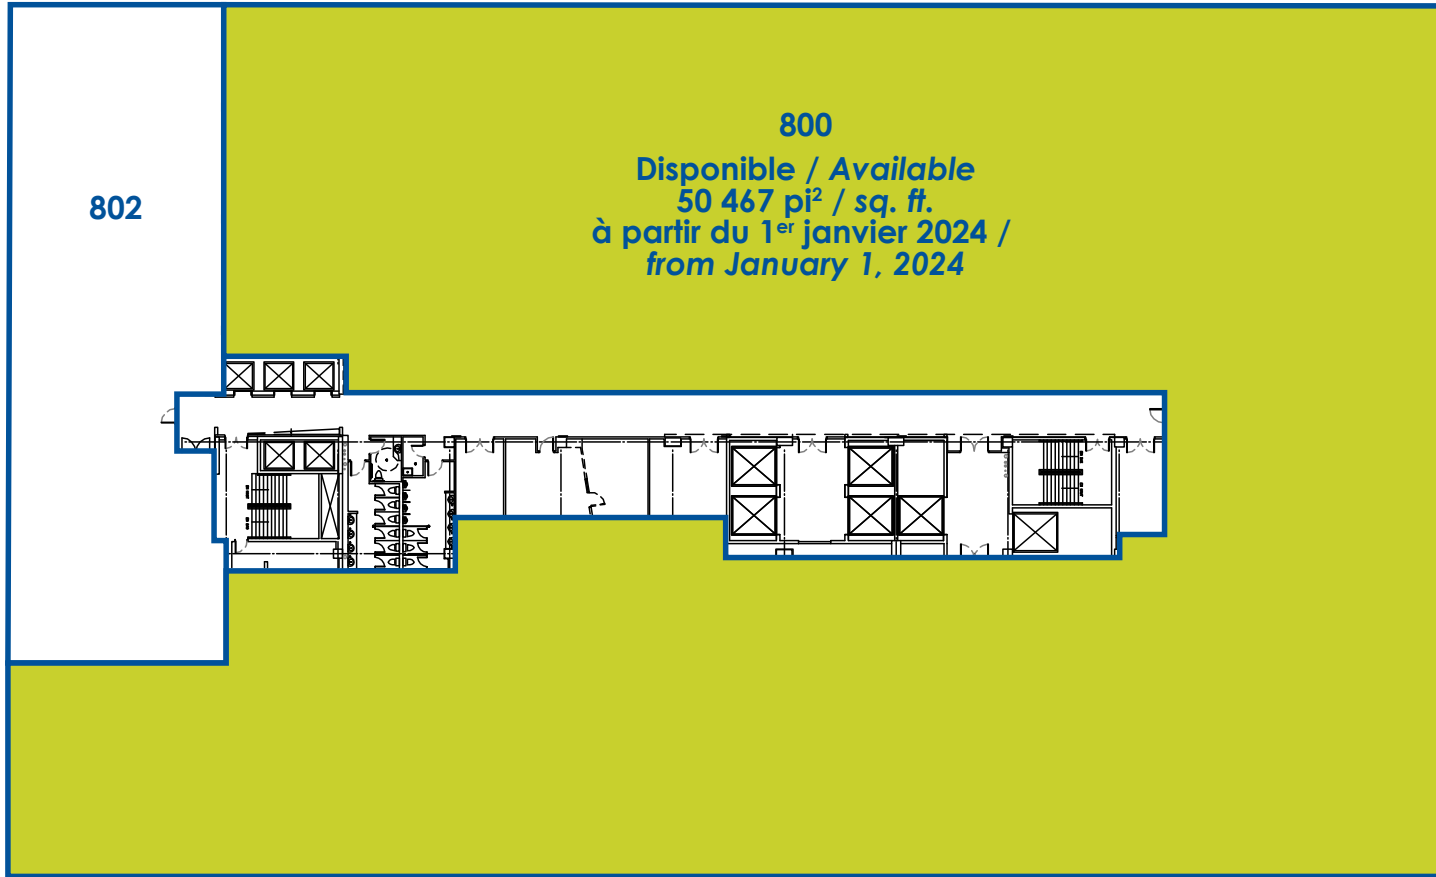 800
Disponible / Available
50 467 pi² / sq. ft.
à partir du 1er janvier 2024 /
from January 1, 2024
802